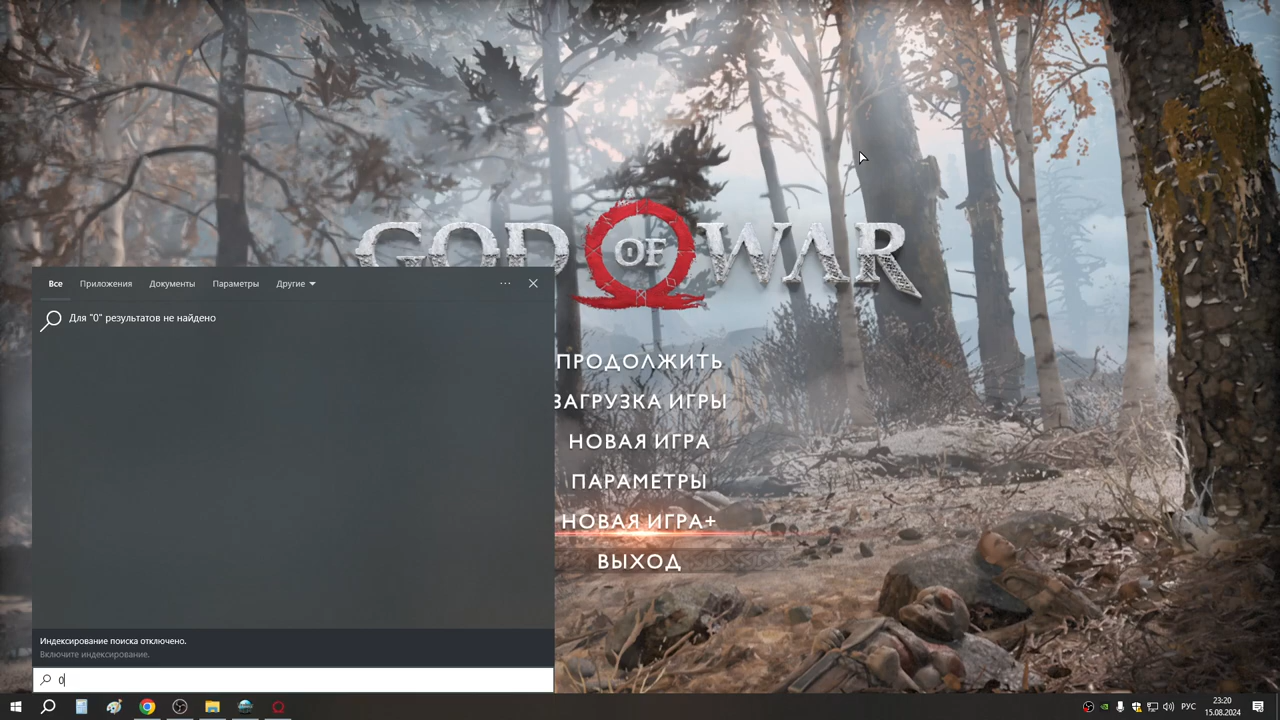 GOD OF WAR
Все Приложения Документы Параметры Другие
Для "0" результатов не найдено
ПРОДОЛЖИТЬ
ЗАГРУЗКА ИГРЫ
НОВАЯ ИГРА
ПАРАМЕТРЫ
НОВАЯ ИГРА+
ВЫХОД
Индексирование поиска отключено.
Включите индексирование.
0
РУС
23:20
15.08.2024